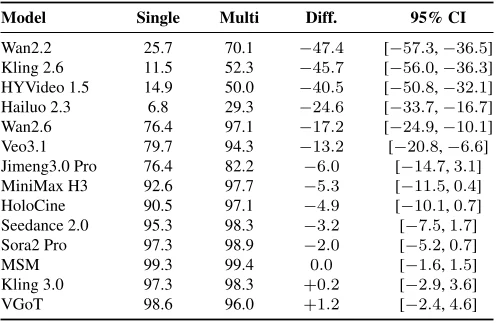 Model Single Multi Diff. 95% CI
Wan2.2 25.7 70.1 −47.4 [−57.3, −36.5]
Kling 2.6 11.5 52.3 −45.7 [−56.0, −36.3]
HYVideo 1.5 14.9 50.0 −40.5 [−50.8, −32.1]
Hailuo 2.3 6.8 29.3 −24.6 [−33.7, −16.7]
Wan2.6 76.4 97.1 −17.2 [−24.9, −10.1]
Veo3.1 79.7 94.3 −13.2 [−20.8, −6.6]
Jimeng3.0 Pro 76.4 82.2 −6.0 [−14.7, 3.1]
MiniMax H3 92.6 97.7 −5.3 [−11.5, 0.4]
HoloCine 90.5 97.1 −4.9 [−10.1, 0.7]
Seedance 2.0 95.3 98.3 −3.2 [−7.5, 1.7]
Sora2 Pro 97.3 98.9 −2.0 [−5.2, 0.7]
MSM 99.3 99.4 0.0 [−1.6, 1.5]
Kling 3.0 97.3 98.3 +0.2 [−2.9, 3.6]
VGoT 98.6 96.0 +1.2 [−2.4, 4.6]